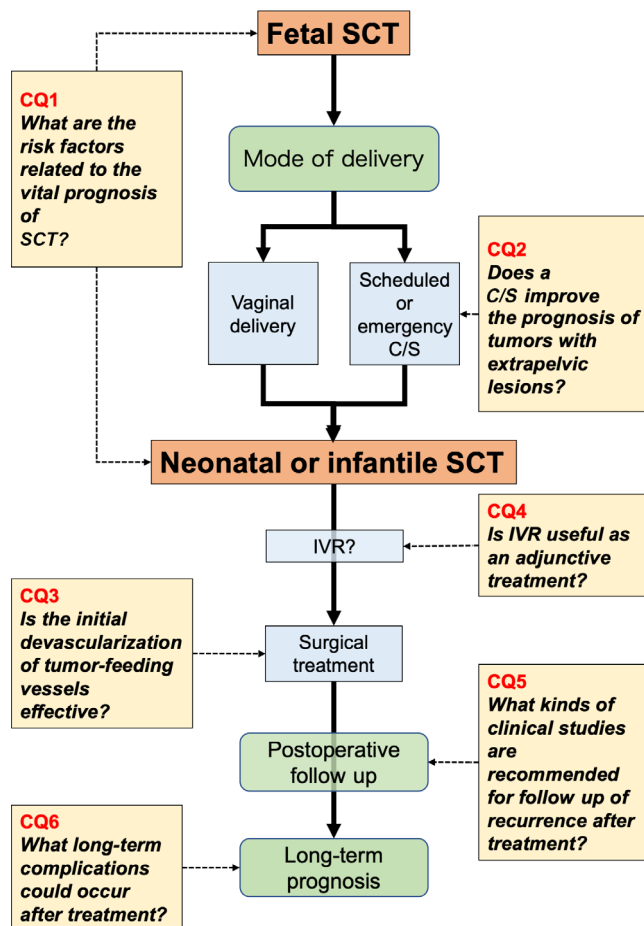 Fetal SCT
CQ1
What are the
risk factors
related to the
vital prognosis
of
SCT?
Mode of delivery
Vaginal
delivery
Scheduled
or
emergency
C/S
CQ2
Does a
C/S improve
the prognosis of
tumors with
extrapelvic
lesions?
Neonatal or infantile SCT
CQ4
Is IVR useful as
an adjunctive
treatment?
IVR?
CQ3
Is the initial
devascularization
of tumor-feeding
vessels
effective?
Surgical
treatment
CQ5
What kinds of
clinical studies
are
recommended
for follow up of
recurrence after
treatment?
Postoperative
follow up
CQ6
What long-term
complications
could occur
after treatment?
Long-term
prognosis